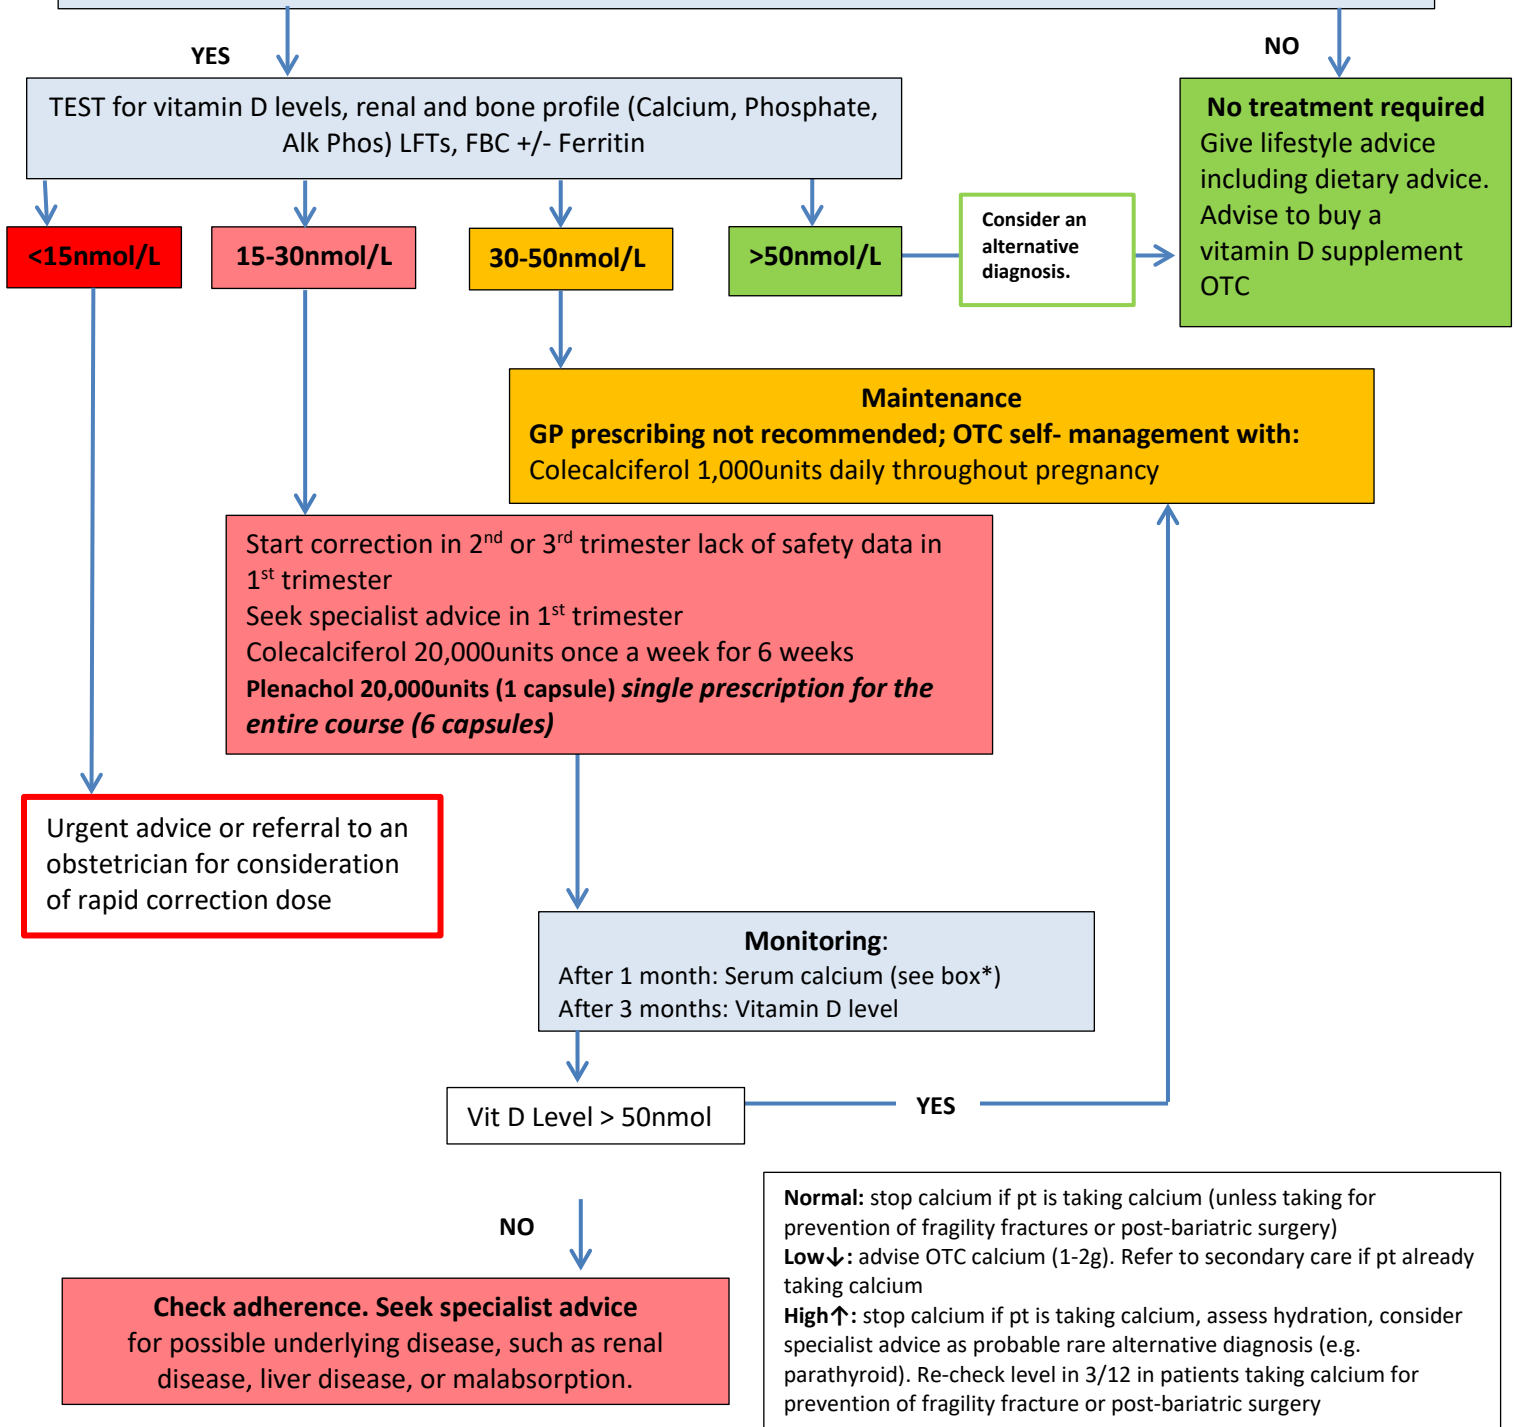 YES
NO
TEST for vitamin D levels, renal and bone profile (Calcium, Phosphate,
Alk Phos) LFTs, FBC +/- Ferritin
No treatment required
Give lifestyle advice
including dietary advice.
Advise to buy a
vitamin D supplement
OTC
<15nmol/L
15-30nmol/L
30-50nmol/L
>50nmol/L
Consider an
alternative
diagnosis.
Maintenance
GP prescribing not recommended; OTC self- management with:
Colecalciferol 1,000units daily throughout pregnancy
Start correction in 2nd or 3rd trimester lack of safety data in
1st trimester
Seek specialist advice in 1st trimester
Colecalciferol 20,000units once a week for 6 weeks
Plenachol 20,000units (1 capsule) single prescription for the
entire course (6 capsules)
Urgent advice or referral to an
obstetrician for consideration
of rapid correction dose
Monitoring:
After 1 month: Serum calcium (see box*)
After 3 months: Vitamin D level
Vit D Level > 50nmol
YES
NO
Check adherence. Seek specialist advice
for possible underlying disease, such as renal
disease, liver disease, or malabsorption.
Normal: stop calcium if pt is taking calcium (unless taking for
prevention of fragility fractures or post-bariatric surgery)
Low↓: advise OTC calcium (1-2g). Refer to secondary care if pt already
taking calcium
High↑: stop calcium if pt is taking calcium, assess hydration, consider
specialist advice as probable rare alternative diagnosis (e.g.
parathyroid). Re-check level in 3/12 in patients taking calcium for
prevention of fragility fracture or post-bariatric surgery